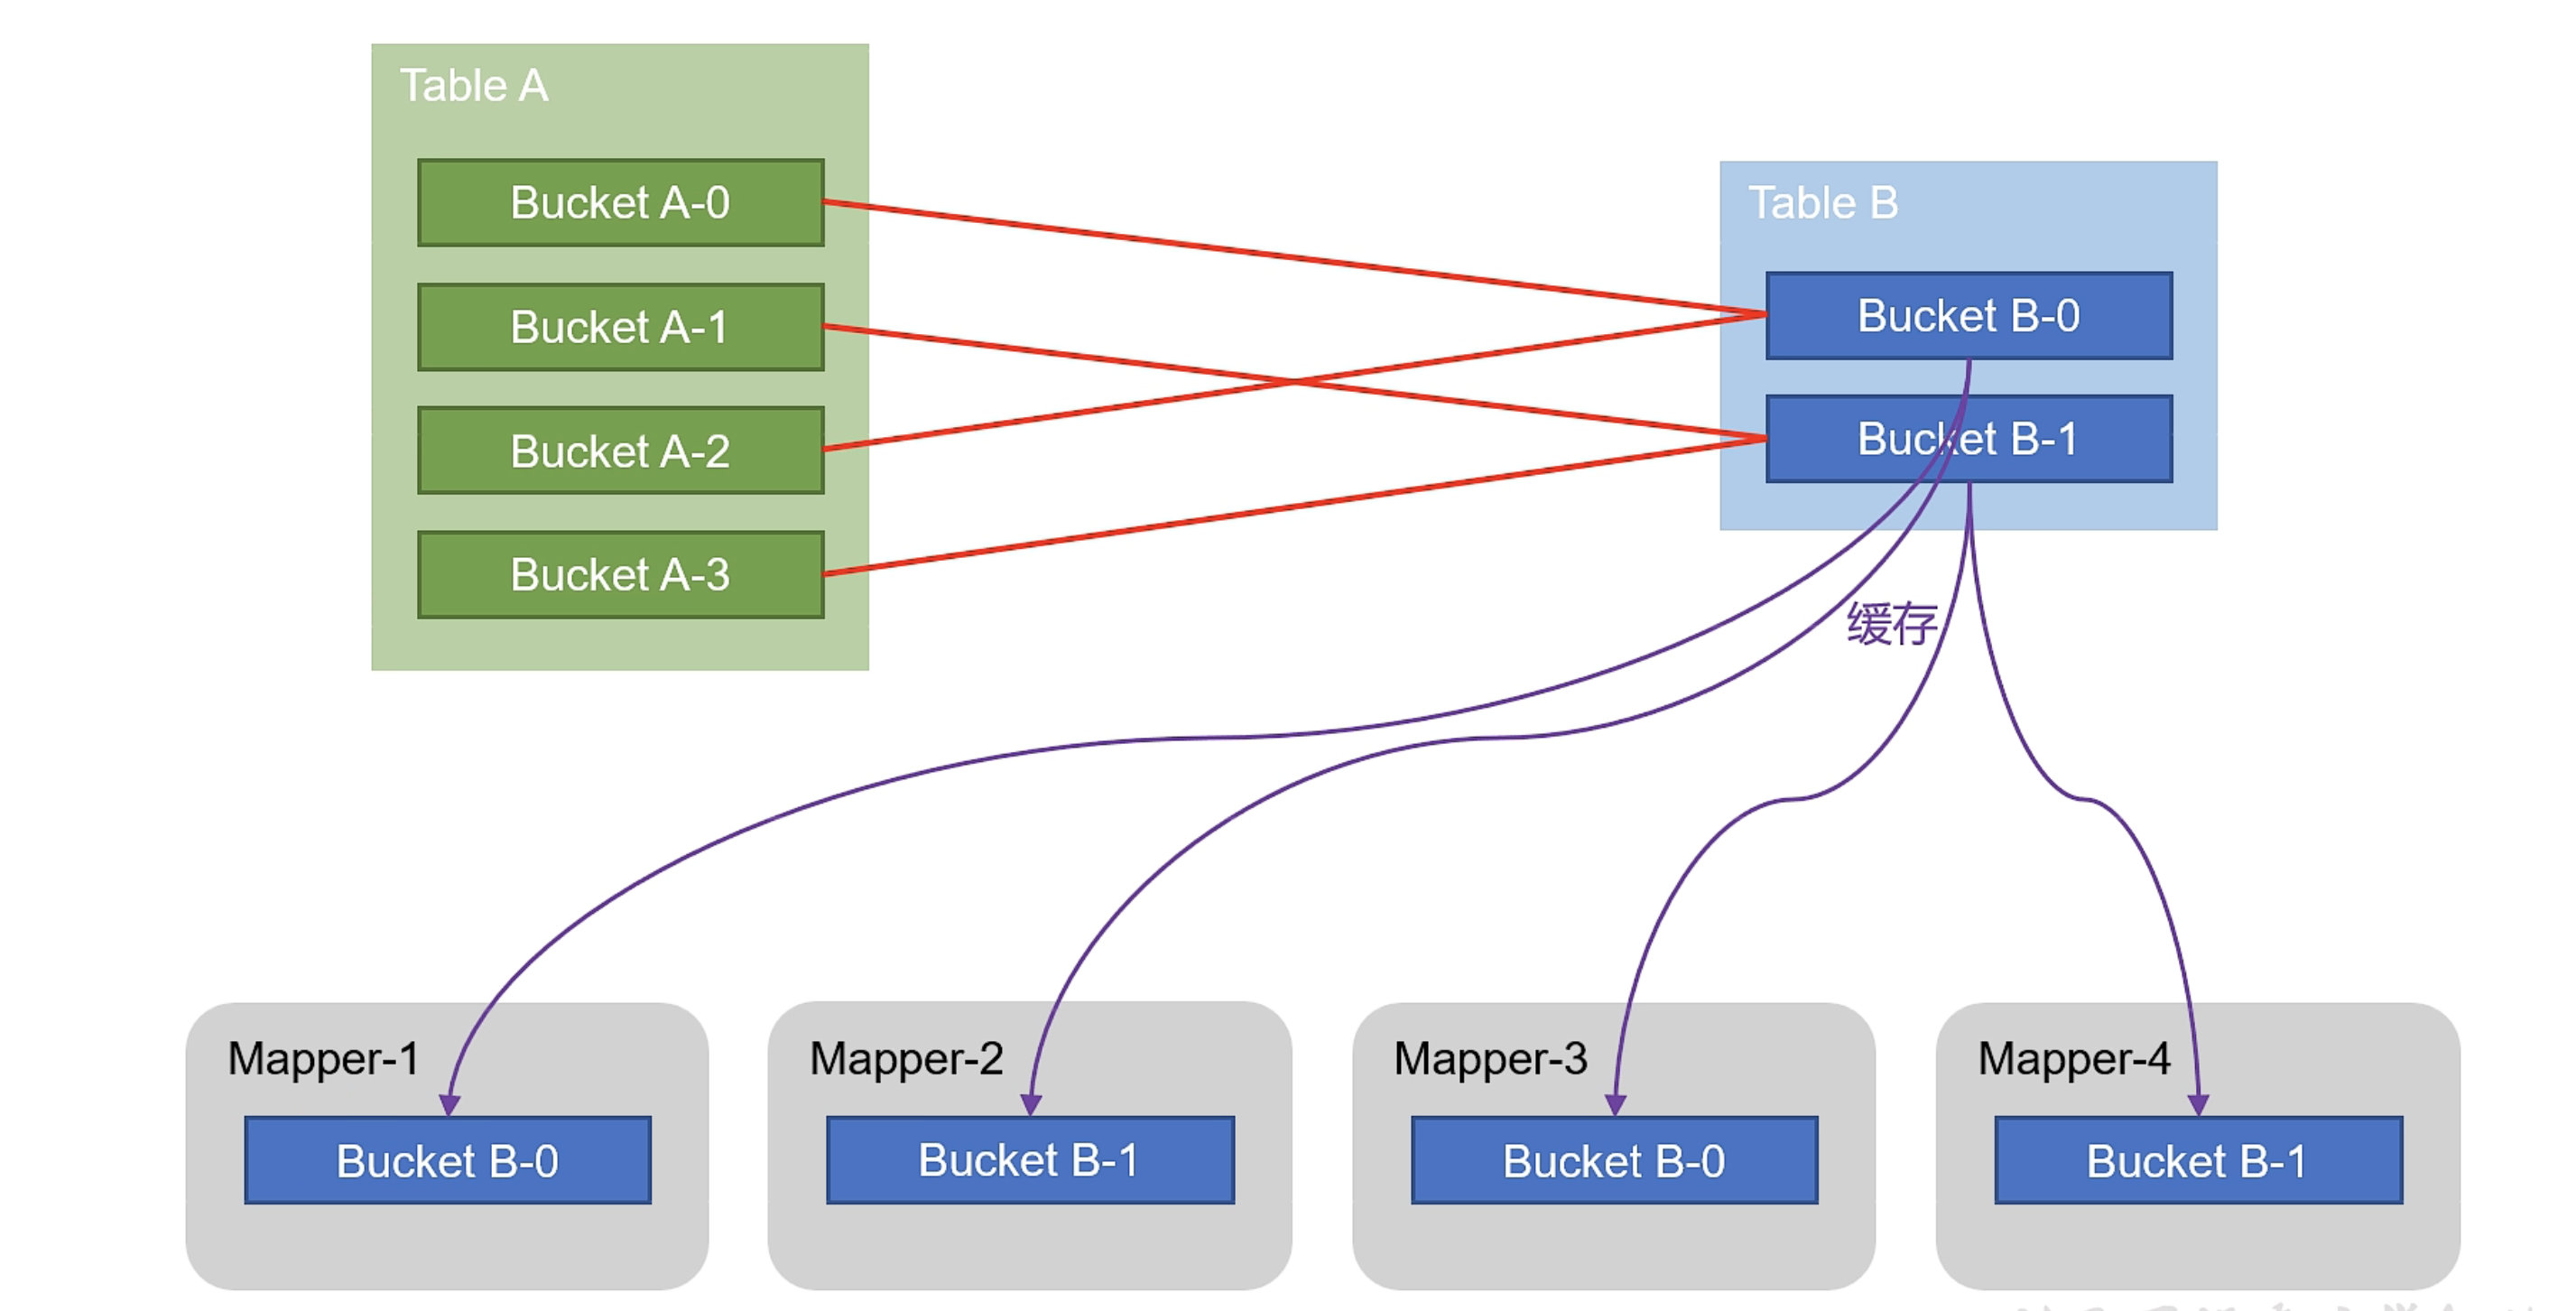 Table A
Bucket A-0
Bucket A-1
Bucket A-2
Bucket A-3
Table B
Bucket B-0
Bucket B-1
缓存
Mapper-1
Bucket B-0
Mapper-2
Bucket B-1
Mapper-3
Bucket B-0
Mapper-4
Bucket B-1